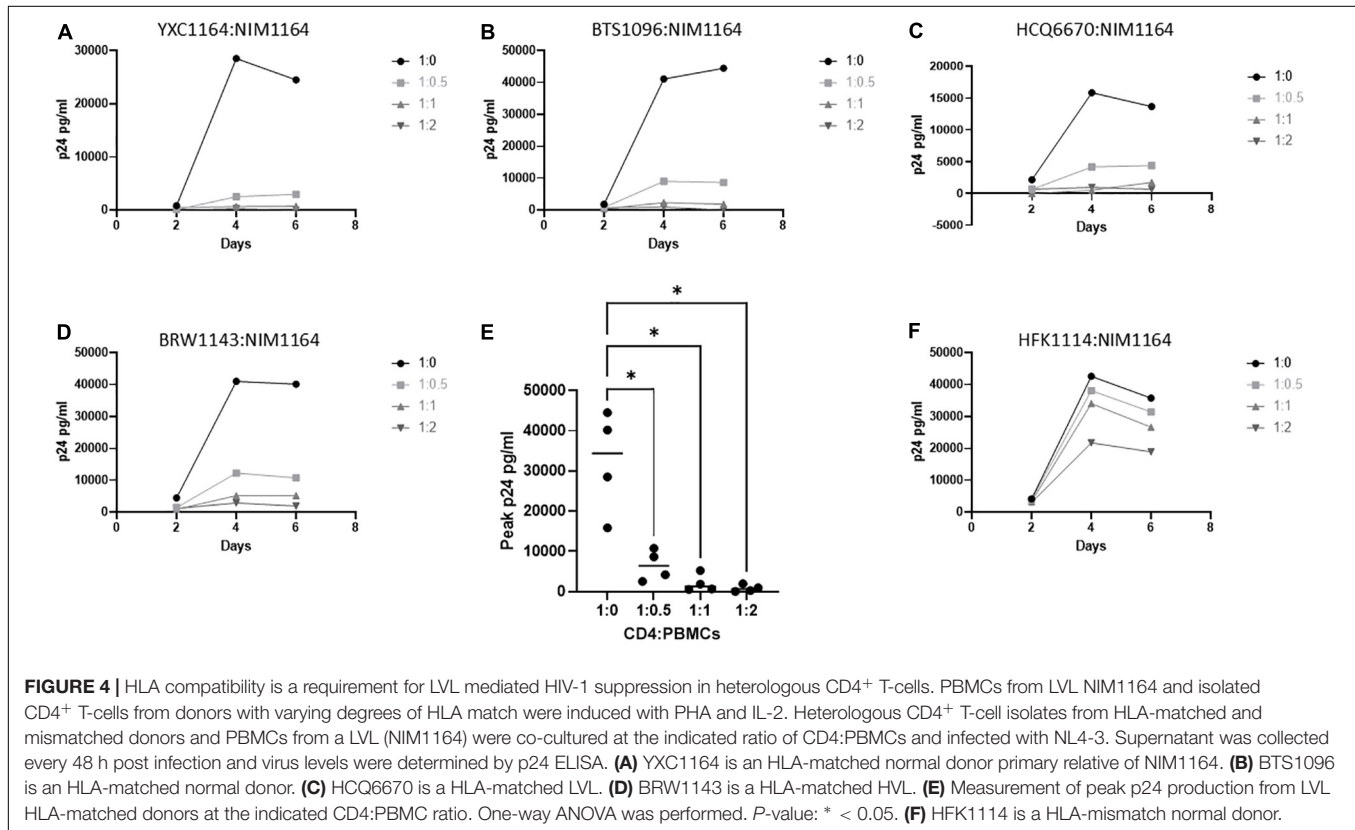 A
YXC1164:NIM1164
p24 pg/ml
30000
20000
10000
0
0 2 4 6 8
Days
1:0
1:0.5
1:1
1:2
B
BTS1096:NIM1164
p24 pg/ml
50000
40000
30000
20000
10000
0
0 2 4 6 8
Days
1:0
1:0.5
1:1
1:2
C
HCQ6670:NIM1164
p24 pg/ml
20000
15000
10000
5000
0
-5000
0 2 4 6 8
Days
1:0
1:0.5
1:1
1:2
D
BRW1143:NIM1164
p24 pg/ml
50000
40000
30000
20000
10000
0
0 2 4 6 8
Days
1:0
1:0.5
1:1
1:2
E
*
*
*
Peak p24 pg/ml
50000
40000
30000
20000
10000
0
1:0 1:0.5 1:1 1:2
CD4:PBMCs
F
HFK1114:NIM1164
p24 pg/ml
50000
40000
30000
20000
10000
0
0 2 4 6 8
Days
1:0
1:0.5
1:1
1:2
FIGURE 4 | HLA compatibility is a requirement for LVL mediated HIV-1 suppression in heterologous CD4+ T-cells. PBMCs from LVL NIM1164 and isolated
CD4+ T-cells from donors with varying degrees of HLA match were induced with PHA and IL-2. Heterologous CD4+ T-cell isolates from HLA-matched and
mismatched donors and PBMCs from a LVL (NIM1164) were co-cultured at the indicated ratio of CD4:PBMCs and infected with NL4-3. Supernatant was collected
every 48 h post infection and virus levels were determined by p24 ELISA. (A) YXC1164 is an HLA-matched normal donor primary relative of NIM1164. (B) BTS1096
is an HLA-matched normal donor. (C) HCQ6670 is a HLA-matched LVL. (D) BRW1143 is a HLA-matched HVL. (E) Measurement of peak p24 production from LVL
HLA-matched donors at the indicated CD4:PBMC ratio. One-way ANOVA was performed. P-value: * < 0.05. (F) HFK1114 is a HLA-mismatch normal donor.